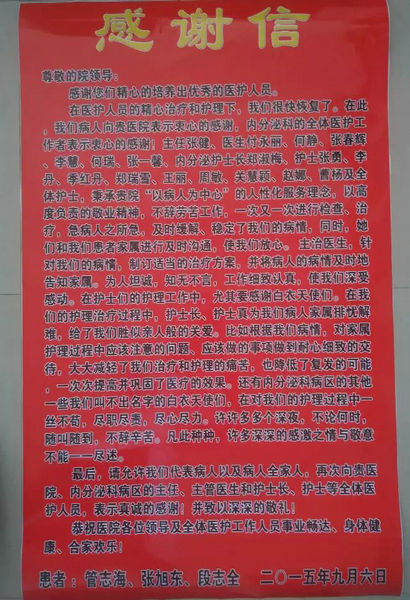 感谢信
尊敬的院领导：
感谢您们精心的培养出优秀的医护人员。
在医护人员的精心治疗和护理下，我们很快恢复了。在此
，我们病人向贵医院表示衷心的感谢，内分泌科的全体医护工
作者表示衷心的感谢！主任张健、医生付永丽、何静、张春辉
、李慧、何瑞、张一馨、内分泌护士长郑淑梅、护士张勇、李
丹、季红丹、郑瑞雪、王丽、周敏、关慧颖、赵娜、曹杨及全
体护士，秉承贵院“以病人为中心”的人性化服务理念，以高
度负责的敬业精神，不辞劳苦工作，一次又一次进行检查、治
疗，急病人之所急，及时缓解、稳定了我们的病情，同时，她
们和我们患者家属进行及时沟通，使我们放心。主治医生，针
对我们的病情，制订适当的治疗方案，并将病人的病情及时地
告知家属。为人坦诚，知无不言，工作细致认真，使我们深受
感动。在护士们的护理工作中，尤其要感谢白衣天使们。在我
们的护理治疗过程中，护士长、护士真为我们病人家属排忧解
难，给了我们胜似亲人般的关爱。比如根据我们病情，对家属
护理过程中应该注意的问题、应该做的事项做到耐心细致的交
待，大大减轻了我们治疗和护理的痛苦，也降低了复发的可能
，一次次提高并巩固了医疗的效果。还有内分泌科病区的其他
一些我们叫不出名字的白衣天使们，在对我们的护理过程中一
丝不苟，尽职尽责，尽心尽力。许许多多个深夜，不论何时，
随叫随到，不辞辛苦。凡此种种，许多深深的感激之情与敬意
不能一一尽述。
最后，请允许我们代表病人以及病人全家人，再次向贵医
院、内分泌科病区的主任、主管医生和护士长、护士等全体医
护人员，表示真诚的感谢！并致以深深的敬礼！
恭祝医院各位领导及全体医护工作人员事业畅达、身体健
康、合家欢乐！
患者：管志海、张旭东、段志全 二〇一五年九月六日